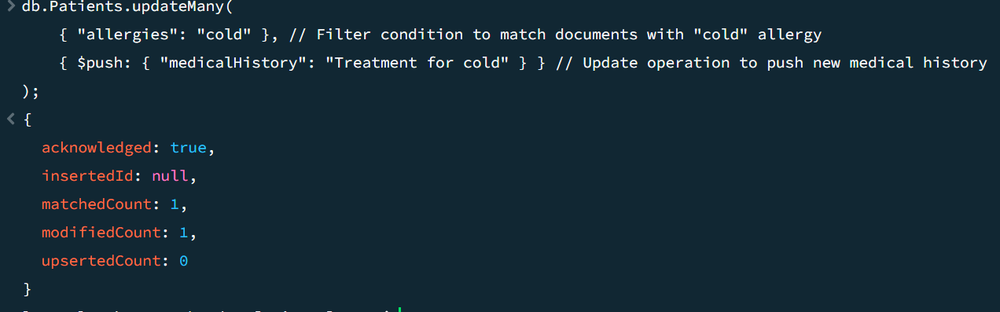 > db.Patients.updateMany(
{ "allergies": "cold" }, // Filter condition to match documents with "cold" allergy
{ $push: { "medicalHistory": "Treatment for cold" } } // Update operation to push new medical history
);
< {
acknowledged: true,
insertedId: null,
matchedCount: 1,
modifiedCount: 1,
upsertedCount: 0
}